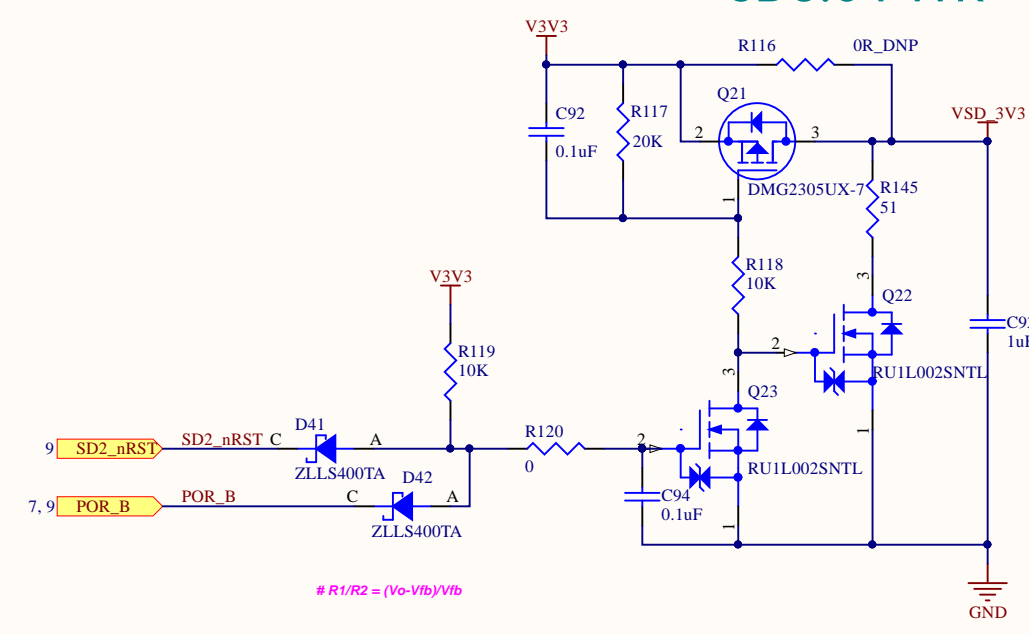 V3V3
R116
0R_DNP
Q21
C92
0.1uF
R117
20K
2
3
VSD_3V3
DMG2305UX-7
1
R145
51
R118
10K
3
Q22
2
RU1L002SNTL
1
V3V3
R119
10K
3
Q23
D41
9
SD2_nRST
SD2_nRST
C
A
ZLLS400TA
R120
0
2
RU1L002SNTL
D42
7, 9
POR_B
POR_B
C
A
ZLLS400TA
C94
0.1uF
1
# R1/R2 = (Vo-Vfb)/Vfb
GND